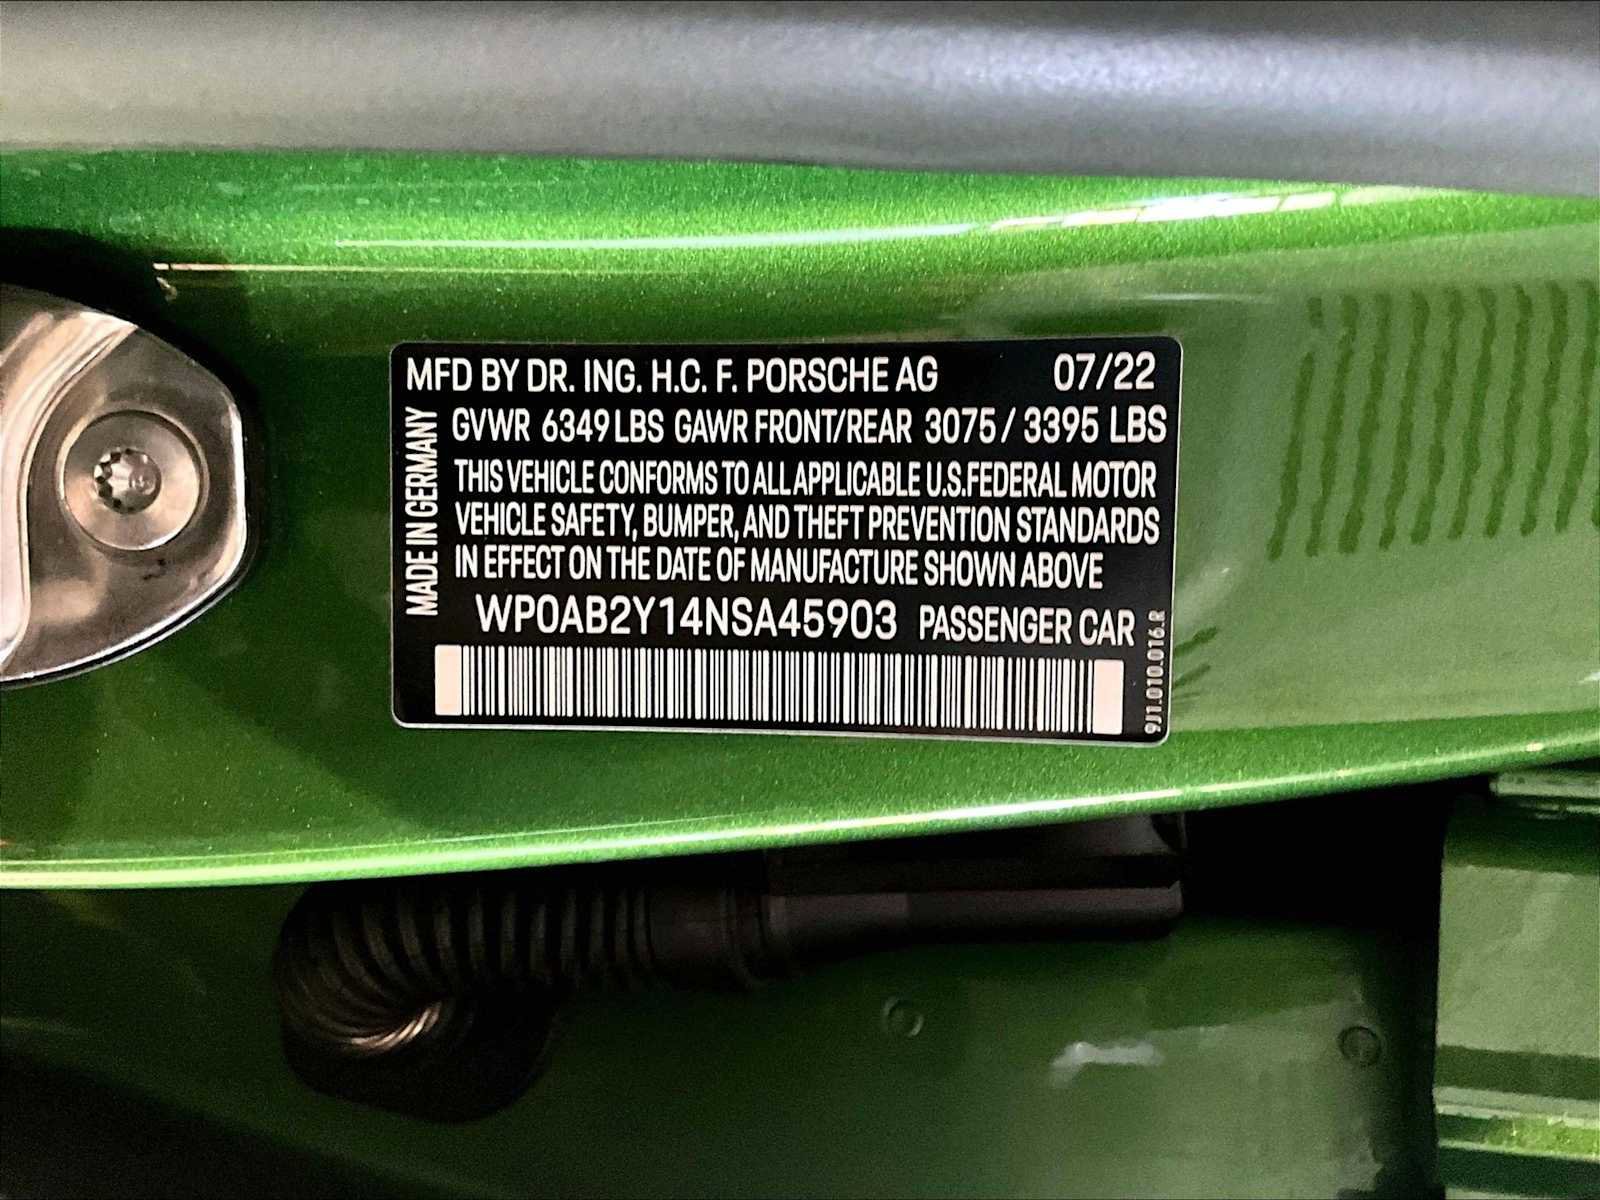 MFD BY DR. ING. H.C. F. PORSCHE AG 07/22
MADE IN GERMANY
GVWR 6349 LBS GAWR FRONT/REAR 3075 / 3395 LBS
THIS VEHICLE CONFORMS TO ALL APPLICABLE U.S. FEDERAL MOTOR
VEHICLE SAFETY, BUMPER, AND THEFT PREVENTION STANDARDS
IN EFFECT ON THE DATE OF MANUFACTURE SHOWN ABOVE
WP0AB2Y14NSA45903 PASSENGER CAR
9J1.010.016.R